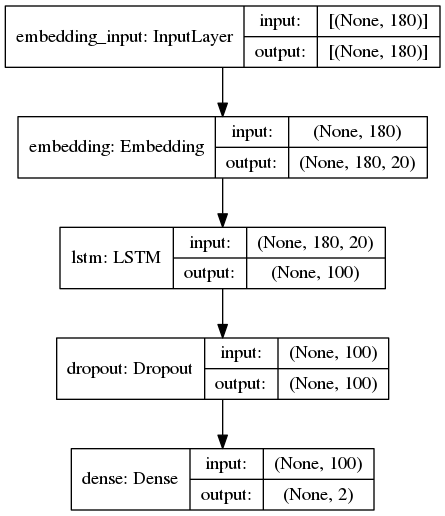 embedding_input: InputLayer
input: [(None, 180)]
output: [(None, 180)]
embedding: Embedding
input: (None, 180)
output: (None, 180, 20)
lstm: LSTM
input: (None, 180, 20)
output: (None, 100)
dropout: Dropout
input: (None, 100)
output: (None, 100)
dense: Dense
input: (None, 100)
output: (None, 2)